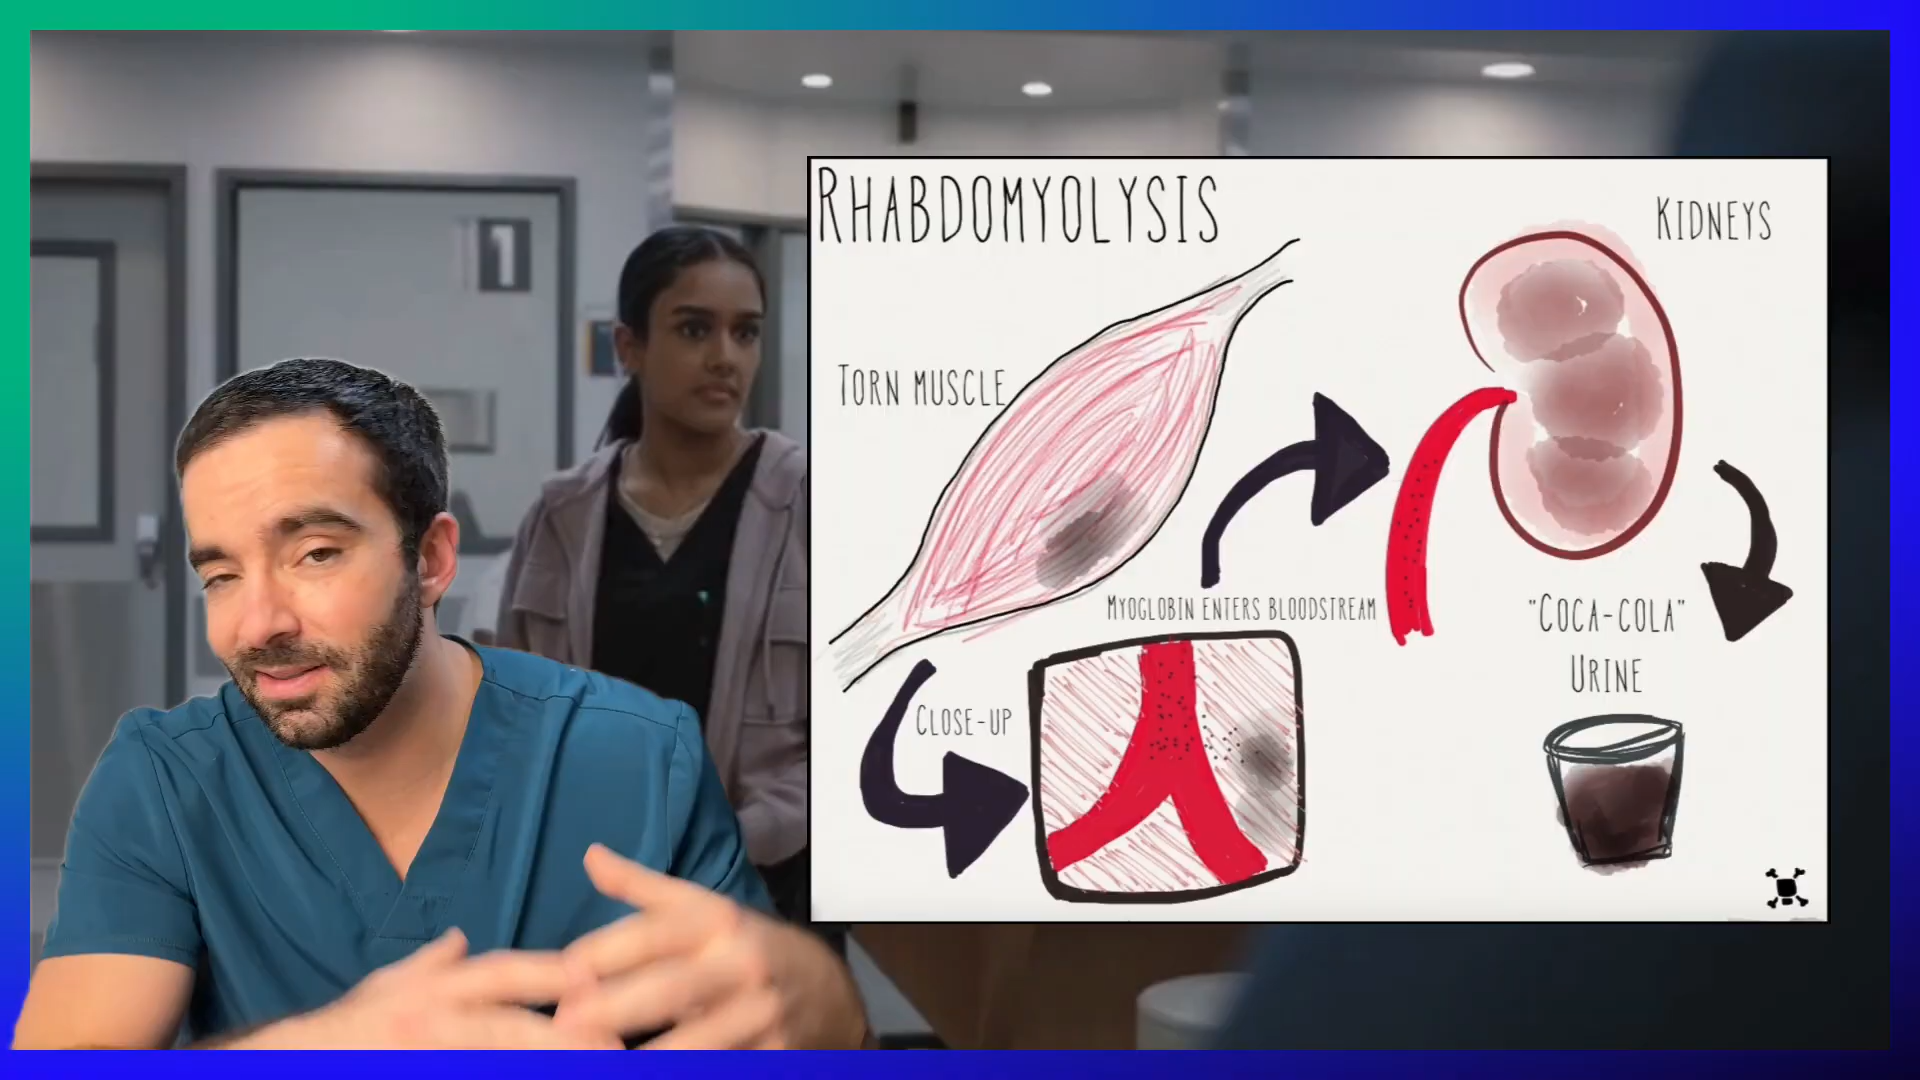 1
RHABDOMYOLYSIS
KIDNEYS
TORN MUSCLE
MYOGLOBIN ENTERS BLOODSTREAM
"COCA-COLA"
URINE
CLOSE-UP